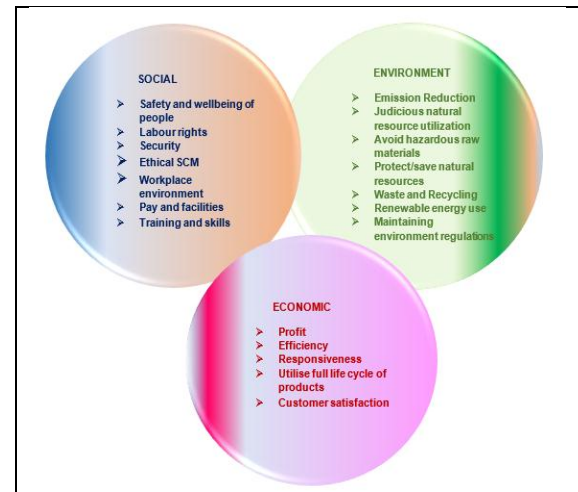 SOCIAL
➢ Safety and wellbeing of
people
➢ Labour rights
➢ Security
➢ Ethical SCM
➢ Workplace
environment
➢ Pay and facilities
➢ Training and skills
ENVIRONMENT
➢ Emission Reduction
➢ Judicious natural
resource utilization
➢ Avoid hazardous raw
materials
➢ Protect/save natural
resources
➢ Waste and Recycling
➢ Renewable energy use
➢ Maintaining
environment regulations
ECONOMIC
➢ Profit
➢ Efficiency
➢ Responsiveness
➢ Utilise full life cycle of
products
➢ Customer satisfaction